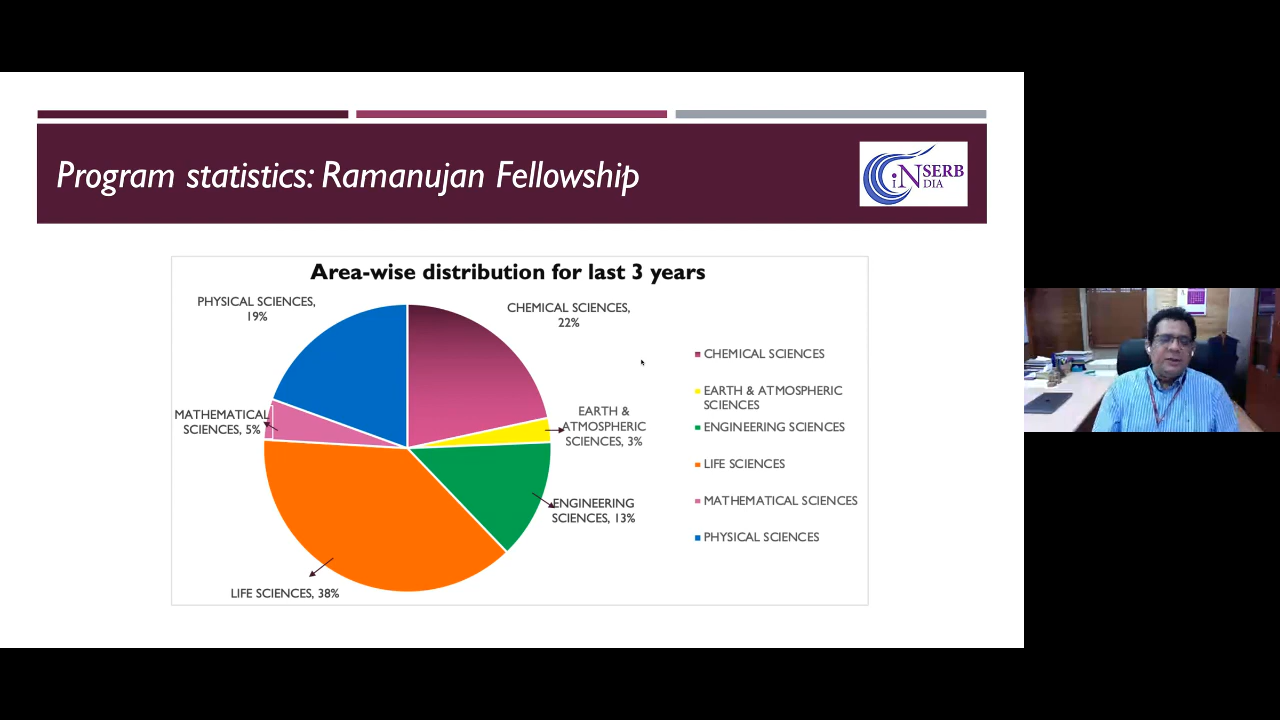 Program statistics: Ramanujan Fellowship
iNSERB
DIA
Area-wise distribution for last 3 years
PHYSICAL SCIENCES,
19%
CHEMICAL SCIENCES,
22%
MATHEMATICAL
SCIENCES, 5%
EARTH &
ATMOSPHERIC
SCIENCES, 3%
ENGINEERING
SCIENCES, 13%
LIFE SCIENCES, 38%
CHEMICAL SCIENCES
EARTH & ATMOSPHERIC
SCIENCES
ENGINEERING SCIENCES
LIFE SCIENCES
MATHEMATICAL SCIENCES
PHYSICAL SCIENCES